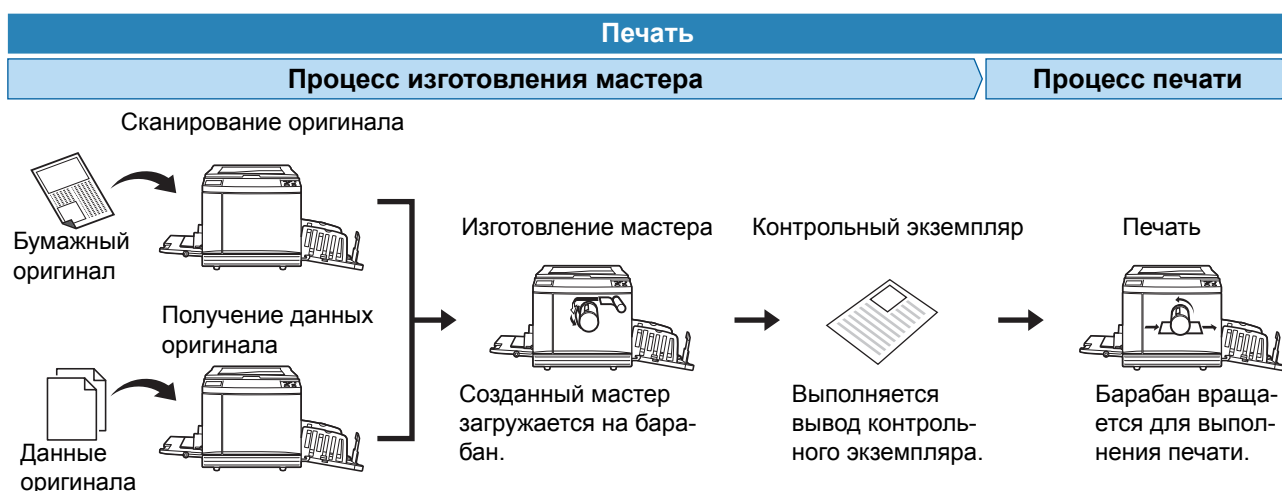 Печать
Процесс изготовления мастера
Процесс печати
Сканирование оригинала
Бумажный
оригинал
Получение данных
оригинала
Данные
оригинала
Изготовление мастера
Созданный мастер
загружается на бара-
бан.
Контрольный экземпляр
Выполняется
вывод контроль-
ного экземпляра.
Печать
Барабан враща-
ется для выпол-
нения печати.